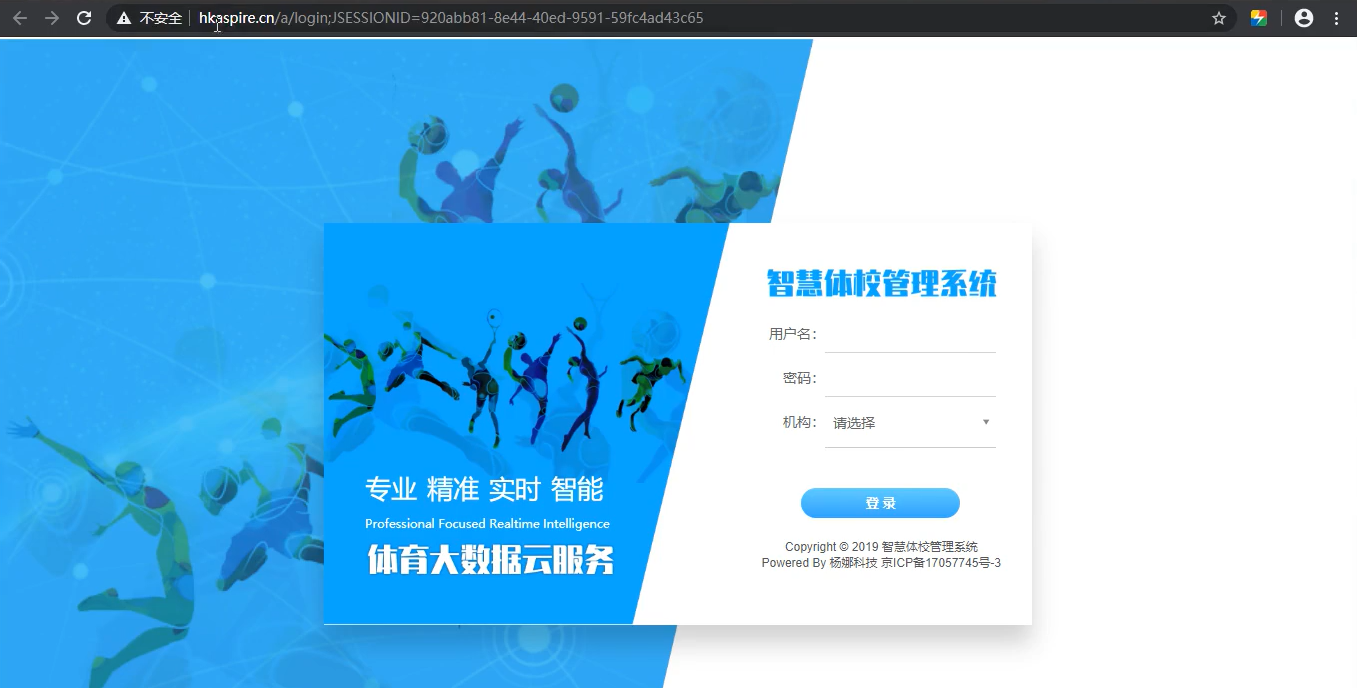 不安全 hkaspire.cn/a/login;JSESSIONID=920abb81-8e44-40ed-9591-59fc4ad43c65
智慧体校管理系统
用户名：
密码：
机构： 请选择
登 录
Copyright © 2019 智慧体校管理系统
Powered By 杨娜科技 京ICP备17057745号-3
专业 精准 实时 智能
Professional Focused Realtime Intelligence
体育大数据云服务